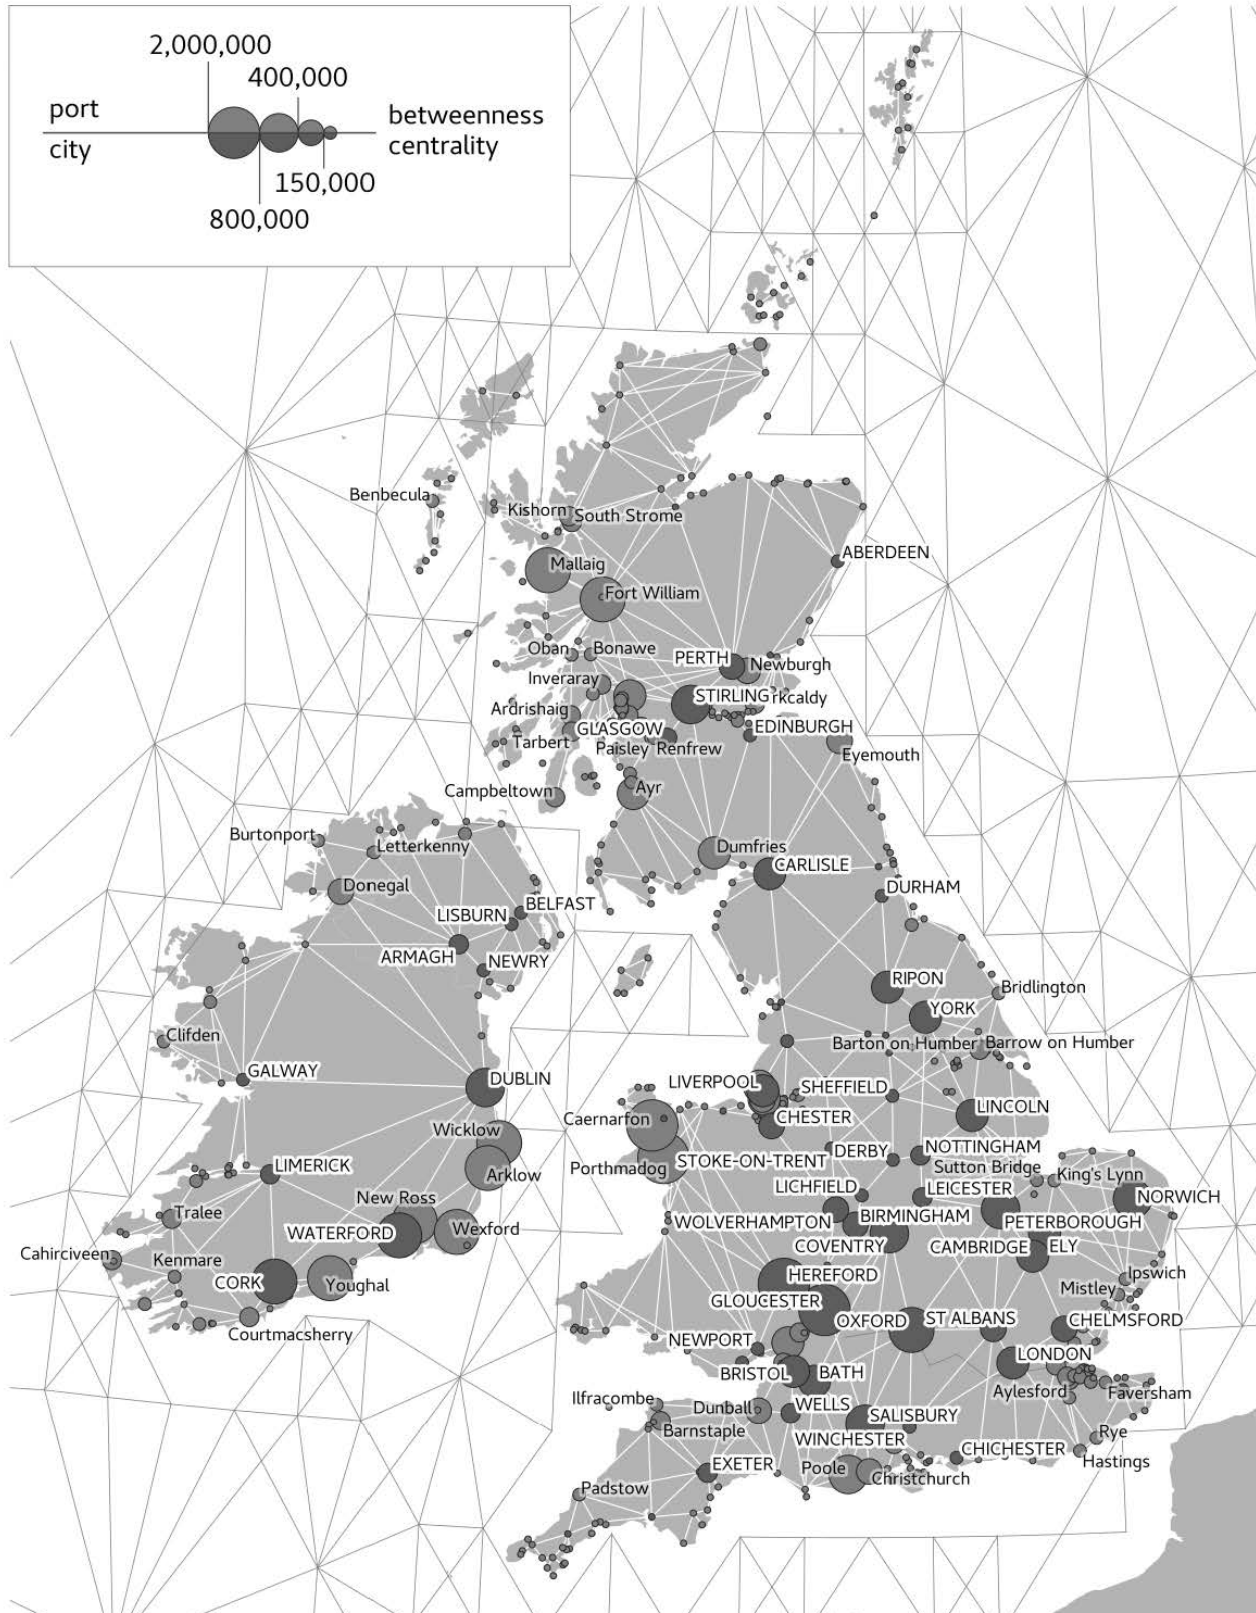 2,000,000
400,000
port
betweenness
city
centrality
150,000
800,000
Benbecula
Kishorn
South Strome
Mallaig
ABERDEEN
Fort William
Oban
Bonawe
PERTH
Newburgh
Inveraray
STIRLING
rkcaldy
Ardrishaig
GLASGOW
EDINBURGH
Tarbert
Paisley
Renfrew
Eyemouth
Campbeltown
Ayr
Burtonport
Letterkenny
Dumfries
CARLISLE
Donegal
DURHAM
BELFAST
LISBURN
ARMAGH
NEWRY
RIPON
Bridlington
YORK
Clifden
Barton on Humber
Barrow on Humber
GALWAY
DUBLIN
LIVERPOOL
SHEFFIELD
LINCOLN
Caernarfon
CHESTER
Wicklow
NOTTINGHAM
DERBY
STOKE-ON-TRENT
Porthmadog
LIMERICK
Arklow
Sutton Bridge
King's Lynn
LICHFIELD
LEICESTER
NORWICH
New Ross
Tralee
WOLVERHAMPTON
BIRMINGHAM
PETERBOROUGH
WATERFORD
Wexford
COVENTRY
CAMBRIDGE
ELY
Cahirciveen
Kenmare
HEREFORD
Ipswich
CORK
Youghal
Mistley
GLOUCESTER
OXFORD
ST ALBANS
CHELMSFORD
Courtmacsherry
NEWPORT
LONDON
BRISTOL
BATH
Aylesford
Faversham
Ilfracombe
Dunball
WELLS
SALISBURY
Barnstaple
WINCHESTER
Rye
CHICHESTER
Hastings
EXETER
Poole
Christchurch
Padstow